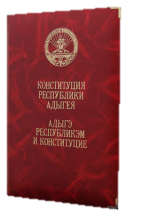 КОНСТИТУЦИЯ
РЕСПУБЛИКИ
АДЫГЕЯ
АДЫГЭ
РЕСПУБЛИКЭМ
И КОНСТИТУЦИЕ